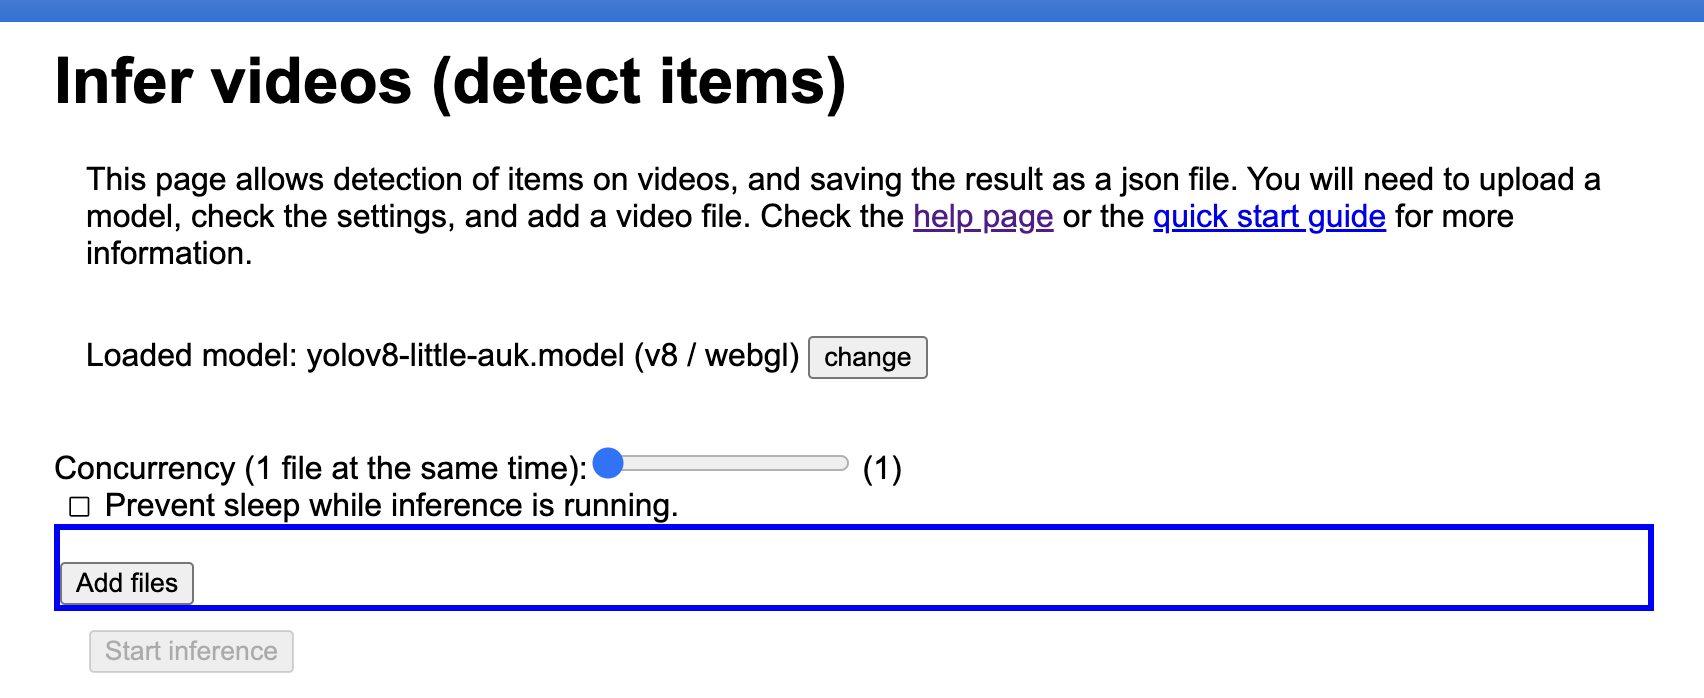 Infer videos (detect items)
This page allows detection of items on videos, and saving the result as a json file. You will need to upload a
model, check the settings, and add a video file. Check the help page or the quick start guide for more
information.
Loaded model: yolov8-little-auk.model (v8 / webgl) change
Concurrency (1 file at the same time): (1)
Prevent sleep while inference is running.
Add files
Start inference